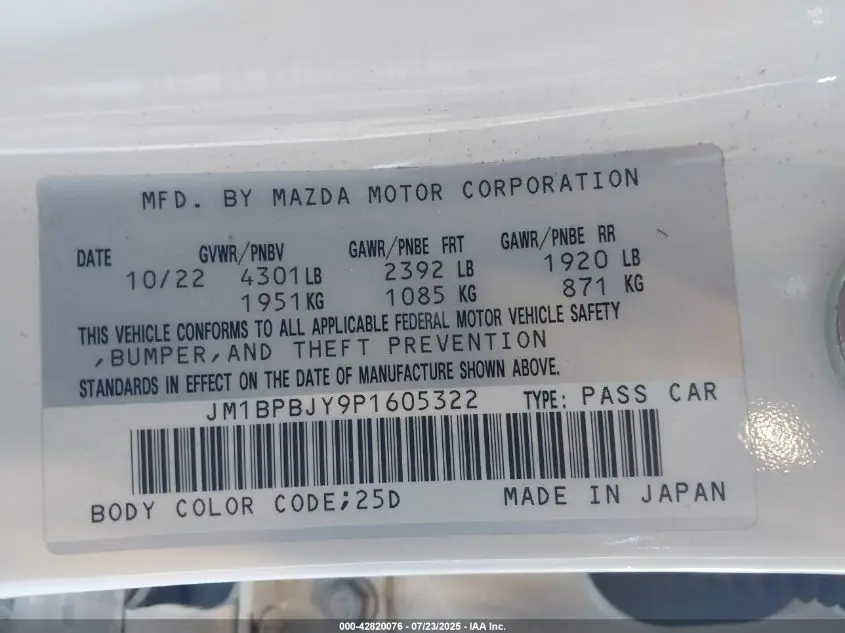 MFD. BY MAZDA MOTOR CORPORATION
DATE GVWR/PNBV GAWR/PNBE FRT GAWR/PNBE RR
10/22 4301LB 2392 LB 1920 LB
1951KG 1085 KG 871 KG
THIS VEHICLE CONFORMS TO ALL APPLICABLE FEDERAL MOTOR VEHICLE SAFETY
,BUMPER,AND THEFT PREVENTION
STANDARDS IN EFFECT ON THE DATE OF MANUFACTURE SHOWN ABOVE.
JM1BPBJY9P1605322 TYPE: PASS CAR
BODY COLOR CODE;25D MADE IN JAPAN
000-42820076 | 07/23/2025 - IAA Inc.